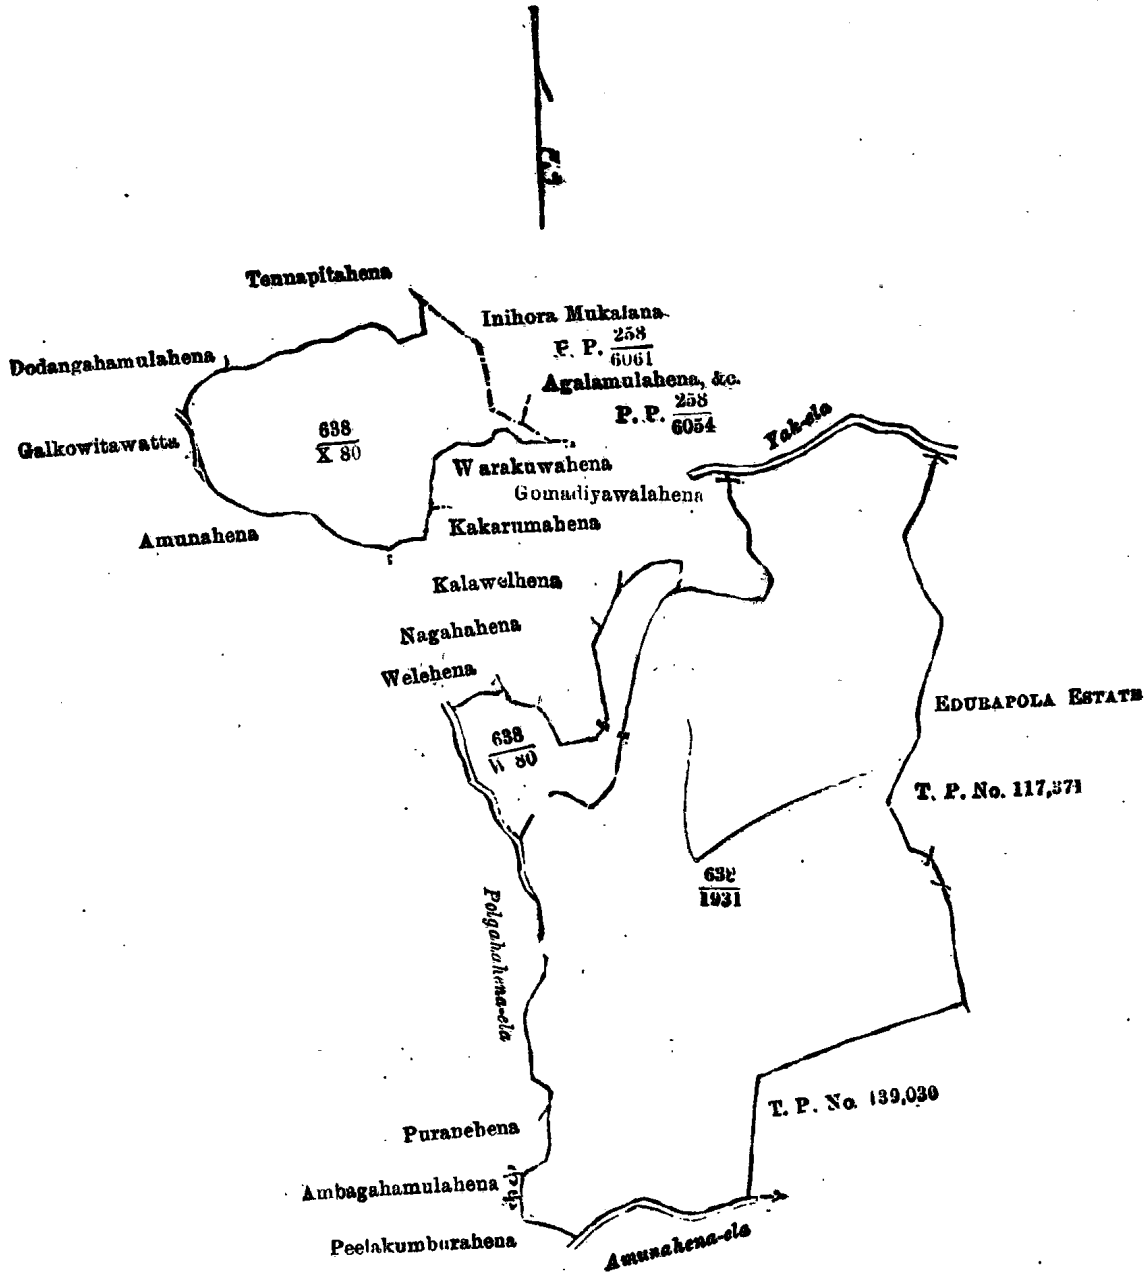 Tennapitahena
Inihora Mukalana
P. P. 258/6061
Dodangahamulahena
Agalamulahena, &c.
P. P. 258/6054
Yak-ela
Galkowitawatta
638/X 80
Warakuwahena
Gomadiyawalahena
Amunahena
Kakarumahena
Kalawelhena
Nagahahena
Welehena
EDURAPOLA ESTATE
638/W 80
T. P. No. 117,371
638/1931
Polgahahena-ela
T. P. No. 139,030
Puranehena
Ambagahamulahena
Peelakumburahena
Amunahena-ela